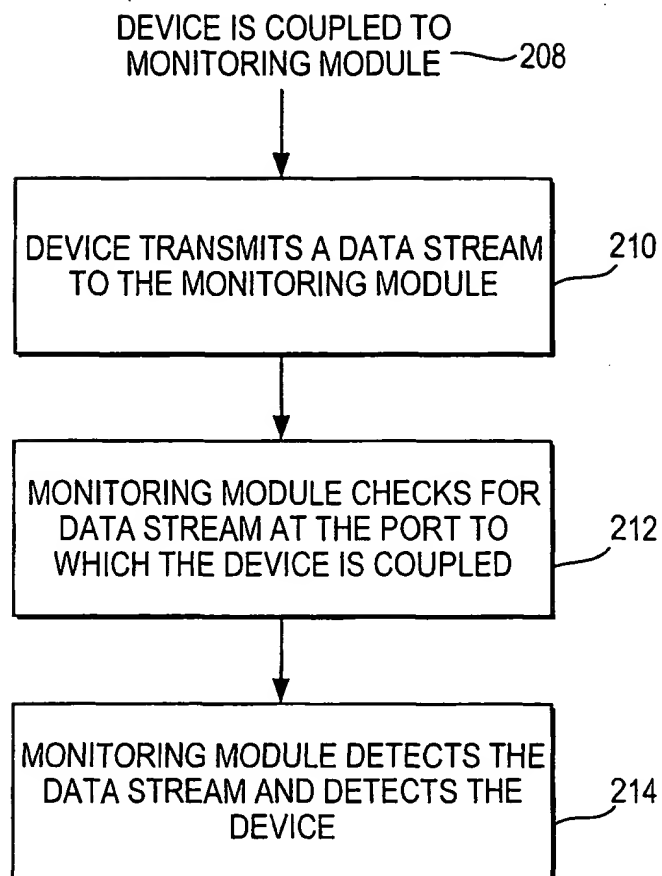 DEVICE IS COUPLED TO
MONITORING MODULE 208
DEVICE TRANSMITS A DATA STREAM
TO THE MONITORING MODULE
210
MONITORING MODULE CHECKS FOR
DATA STREAM AT THE PORT TO
WHICH THE DEVICE IS COUPLED
212
MONITORING MODULE DETECTS THE
DATA STREAM AND DETECTS THE
DEVICE
214